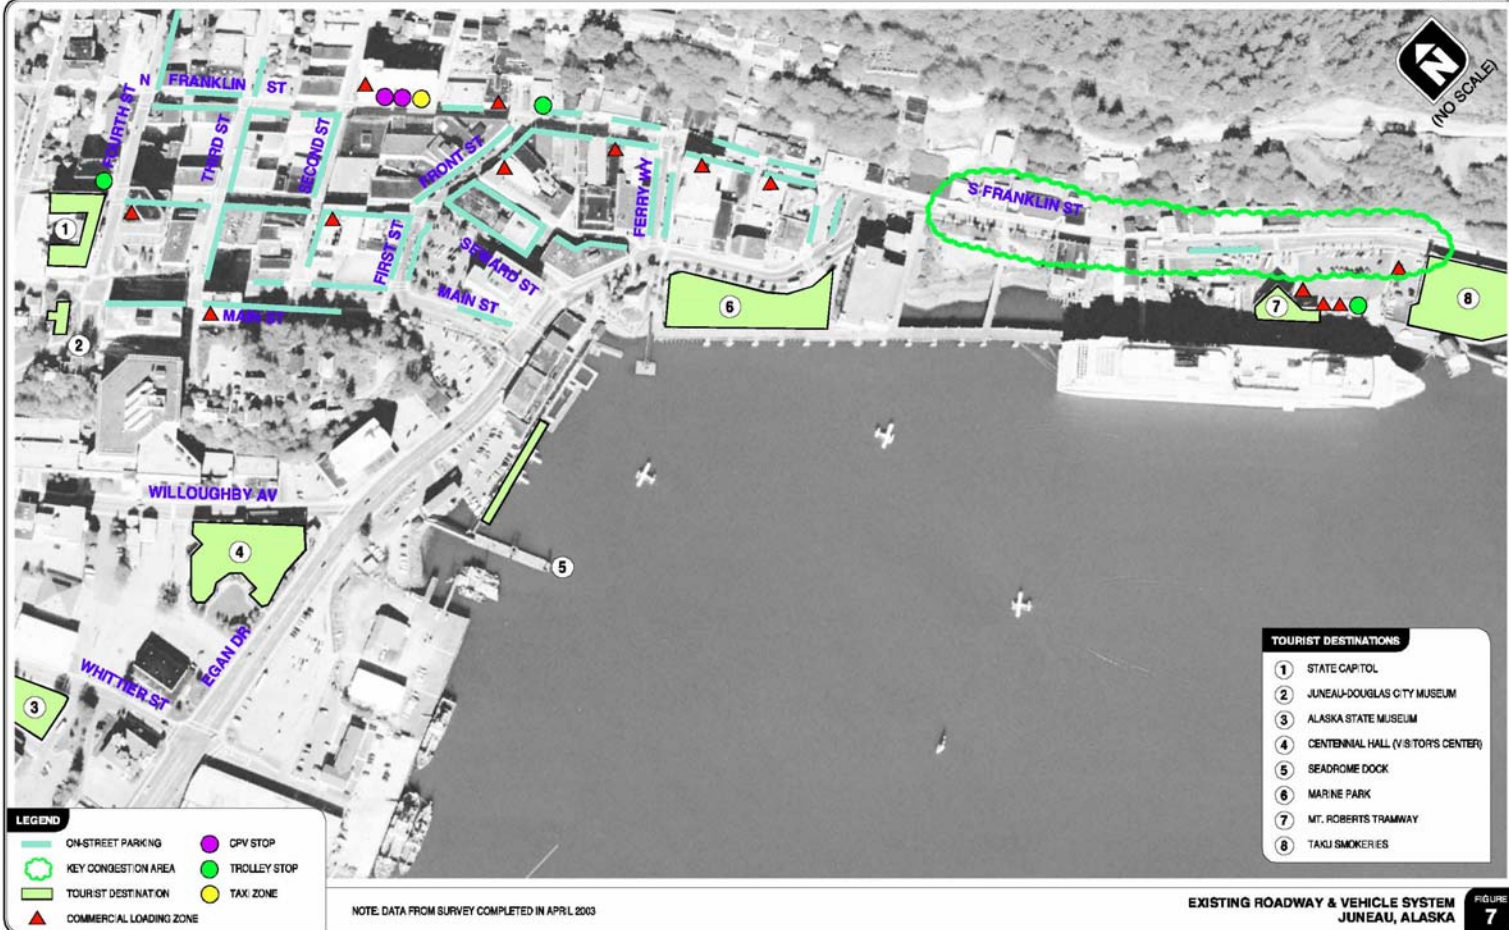 N FRANKLIN ST
FOURTH ST
THIRD ST
SECOND ST
FRONT ST
FERRY WY
S FRANKLIN ST
FIRST ST
SEWARD ST
MAIN ST
MAIN ST
N
(NO SCALE)
1
2
3
4
5
6
7
8
WILLOUGHBY AV
EGAN DR
WHITTIER ST
TOURIST DESTINATIONS
1 STATE CAPITOL
2 JUNEAU-DOUGLAS CITY MUSEUM
3 ALASKA STATE MUSEUM
4 CENTENNIAL HALL (VISITOR'S CENTER)
5 SEADROME DOCK
6 MARINE PARK
7 MT. ROBERTS TRAMWAY
8 TAKU SMOKERIES
LEGEND
ON-STREET PARKING
KEY CONGESTION AREA
TOURIST DESTINATION
COMMERCIAL LOADING ZONE
CPV STOP
TROLLEY STOP
TAXI ZONE
NOTE. DATA FROM SURVEY COMPLETED IN APRIL 2003
EXISTING ROADWAY & VEHICLE SYSTEM
JUNEAU, ALASKA
FIGURE
7